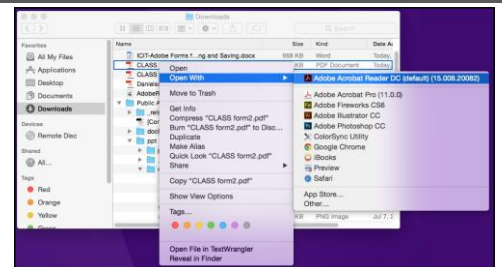 Downloads
Search
Favorites
All My Files
Applications
Desktop
Documents
Downloads
Devices
Remote Disc
Shared
All...
Tags
Red
Orange
Yellow
Name
Size
Kind
ICIT-Adobe Forms f...ng and Saving.docx
668 KB
Word
Today,
CLASS
KB
PDF Document
Today,
CLASS
Public A
ppt
KB
PNG image
Jul 7, 2
Open
Open With
Move to Trash
Get Info
Compress "CLASS form2.pdf"
Burn "CLASS form2.pdf" to Disc...
Duplicate
Make Alias
Quick Look "CLASS form2.pdf"
Share
Copy "CLASS form2.pdf"
Show View Options
Tags...
Open File in TextWrangler
Reveal in Finder
Adobe Acrobat Reader DC (default) (15.008.20082)
Adobe Acrobat Pro (11.0.0)
Adobe Fireworks CS6
Adobe Illustrator CC
Adobe Photoshop CC
ColorSync Utility
Google Chrome
iBooks
Preview
Safari
App Store...
Other...